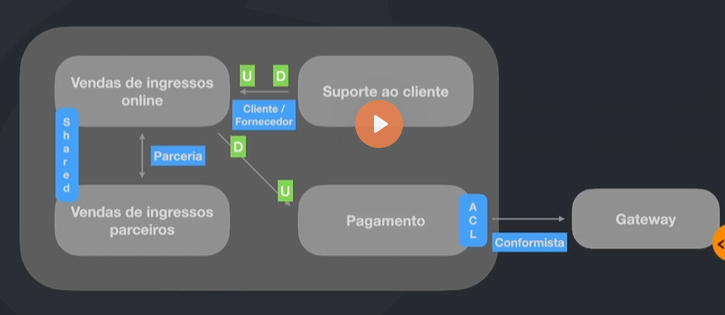 Vendas de ingressos
online
U
D
Suporte ao cliente
Cliente /
Fornecedor
Shared
D
Parceria
U
Vendas de ingressos
parceiros
Pagamento
ACL
Conformista
Gateway